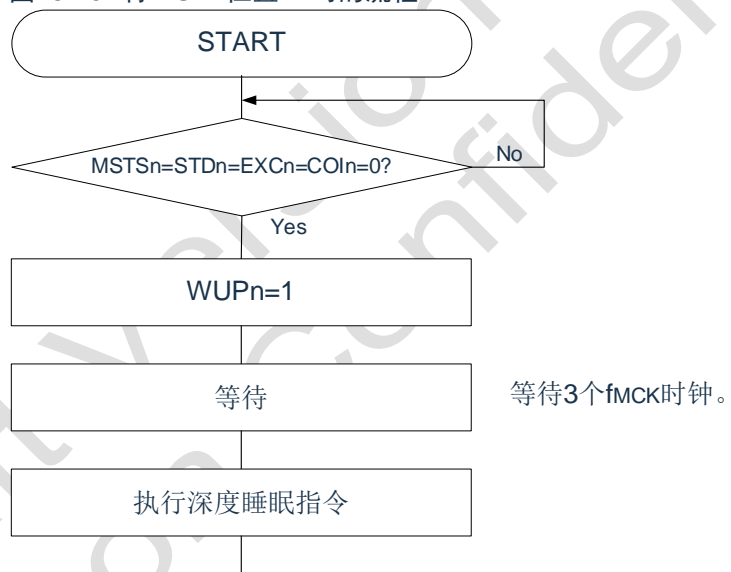 START
MSTSn=STDn=EXCn=COIn=0?
No
Yes
WUPn=1
等待
等待3个fMCK时钟。
执行深度睡眠指令